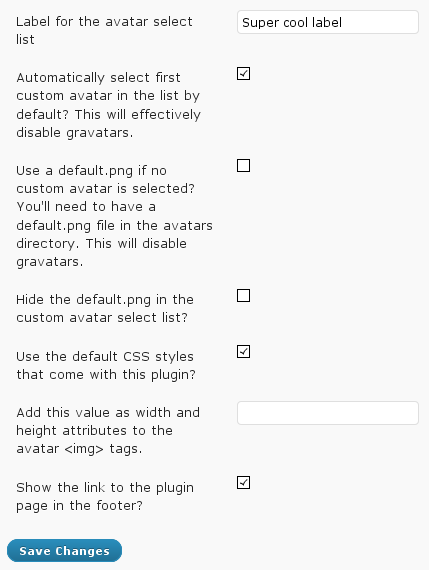 Label for the avatar select
list
Super cool label
Automatically select first
custom avatar in the list by
default? This will effectively
disable gravatars.
Use a default.png if no
custom avatar is selected?
You'll need to have a
default.png file in the avatars
directory. This will disable
gravatars.
Hide the default.png in the
custom avatar select list?
Use the default CSS styles
that come with this plugin?
Add this value as width and
height attributes to the
avatar <img> tags.
Show the link to the plugin
page in the footer?
Save Changes